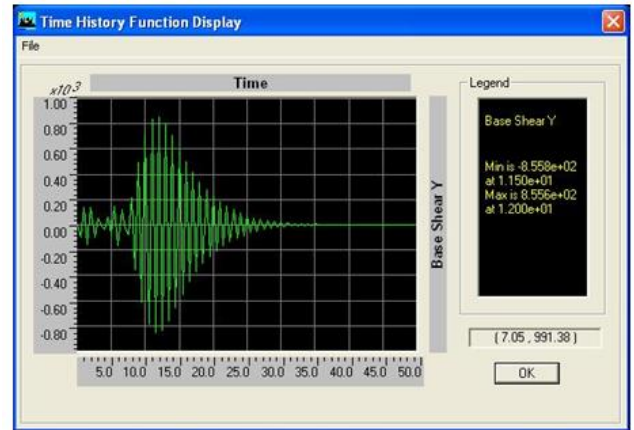 Time History Function Display
File
Time
x10 3
1.00
0.80
0.60
0.40
0.20
0.00
-0.20
-0.40
-0.60
-0.80
5.0 10.0 15.0 20.0 25.0 30.0 35.0 40.0 45.0 50.0
Base Shear Y
Legend
Base Shear Y
Min is -8.558e+02
at 1.150e+01
Max is 8.556e+02
at 1.200e+01
( 7.05 , 991.38 )
OK